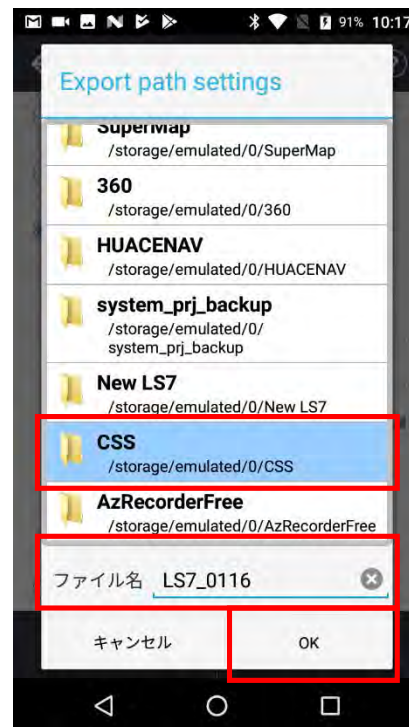 91% 10:17
Export path settings
SuperMap
/storage/emulated/0/SuperMap
360
/storage/emulated/0/360
HUACENAV
/storage/emulated/0/HUACENAV
system_prj_backup
/storage/emulated/0/
system_prj_backup
New LS7
/storage/emulated/0/New LS7
CSS
/storage/emulated/0/CSS
AzRecorderFree
/storage/emulated/0/AzRecorderFree
ファイル名 LS7_0116
キャンセル OK